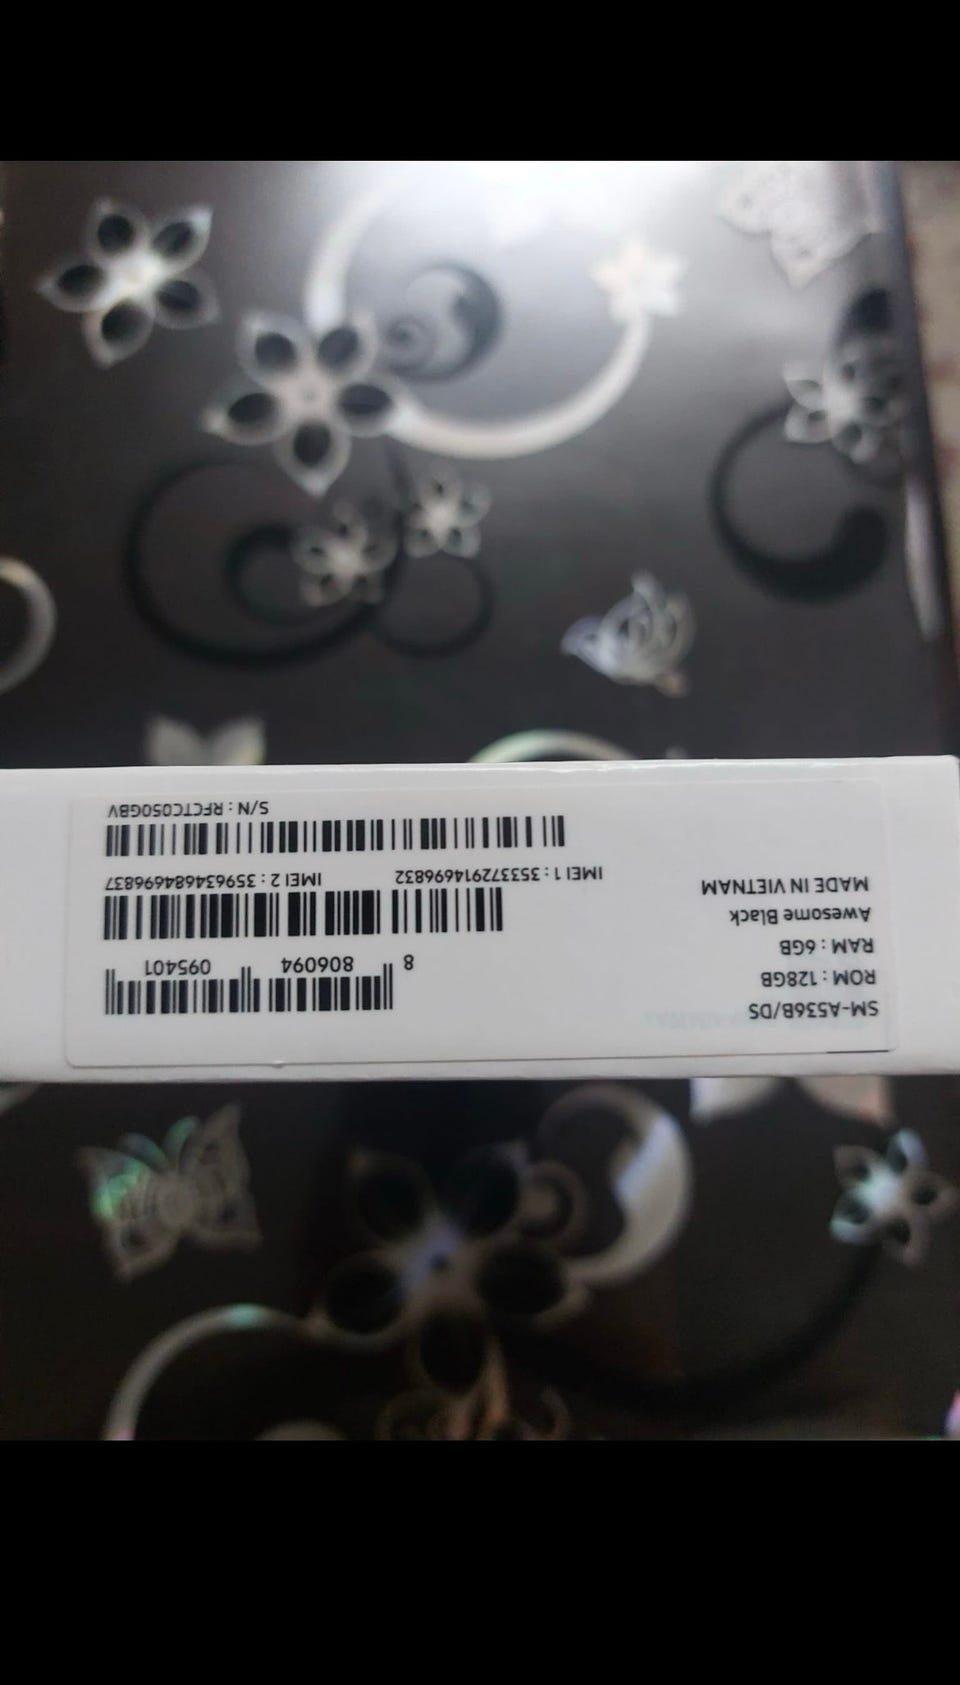 SM-A536B/DS
ROM : 128GB
RAM : 6GB
Awesome Black
MADE IN VIETNAM
8 806094 095401
IMEI 1 : 353372914696832 IMEI 2 : 359634684696837
S/N : RFCTC050GBV